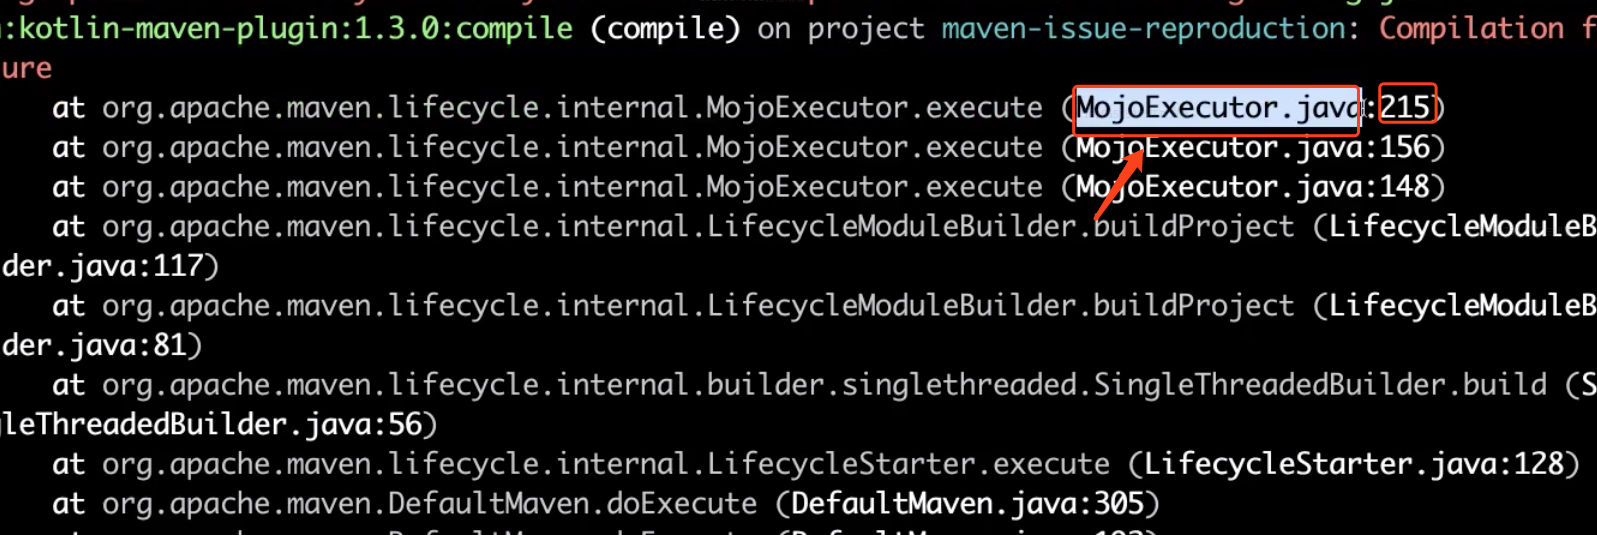 :kotlin-maven-plugin:1.3.0:compile (compile) on project maven-issue-reproduction: Compilation f
ure
at org.apache.maven.lifecycle.internal.MojoExecutor.execute (MojoExecutor.java:215)
at org.apache.maven.lifecycle.internal.MojoExecutor.execute (MojoExecutor.java:156)
at org.apache.maven.lifecycle.internal.MojoExecutor.execute (MojoExecutor.java:148)
at org.apache.maven.lifecycle.internal.LifecycleModuleBuilder.buildProject (LifecycleModuleB
der.java:117)
at org.apache.maven.lifecycle.internal.LifecycleModuleBuilder.buildProject (LifecycleModuleB
der.java:81)
at org.apache.maven.lifecycle.internal.builder.singlethreaded.SingleThreadedBuilder.build (S
gleThreadedBuilder.java:56)
at org.apache.maven.lifecycle.internal.LifecycleStarter.execute (LifecycleStarter.java:128)
at org.apache.maven.DefaultMaven.doExecute (DefaultMaven.java:305)